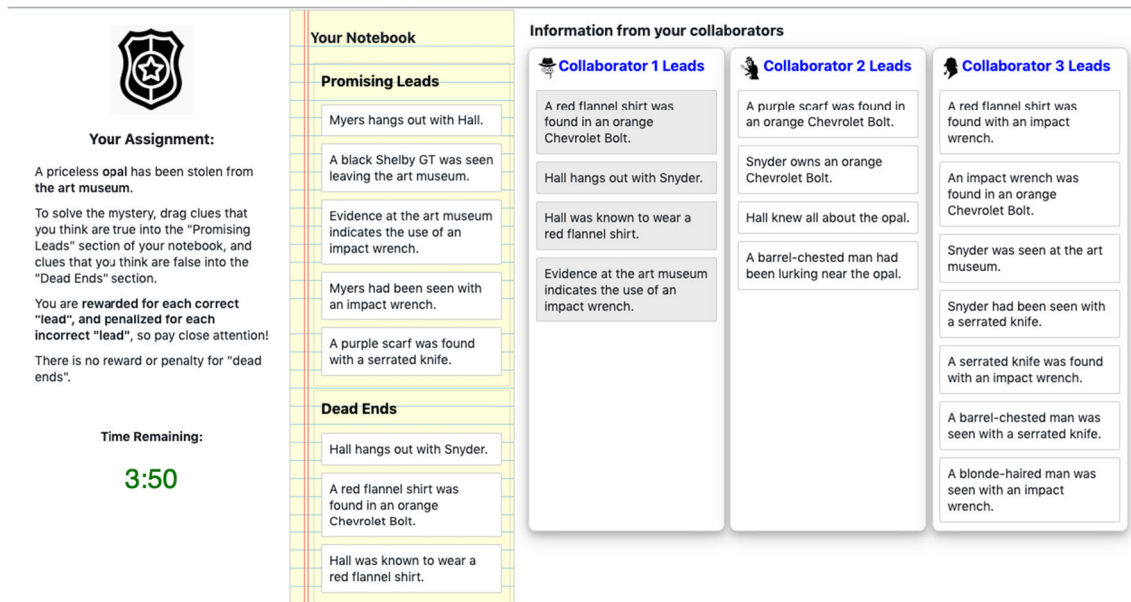 Your Assignment:
A priceless opal has been stolen from
the art museum.
To solve the mystery, drag clues that
you think are true into the "Promising
Leads" section of your notebook, and
clues that you think are false into the
"Dead Ends" section.
You are rewarded for each correct
"lead", and penalized for each
incorrect "lead", so pay close attention!
There is no reward or penalty for "dead
ends".
Time Remaining:
3:50
Your Notebook
Promising Leads
Myers hangs out with Hall.
A black Shelby GT was seen
leaving the art museum.
Evidence at the art museum
indicates the use of an
impact wrench.
Myers had been seen with
an impact wrench.
A purple scarf was found
with a serrated knife.
Dead Ends
Hall hangs out with Snyder.
A red flannel shirt was
found in an orange
Chevrolet Bolt.
Hall was known to wear a
red flannel shirt.
Information from your collaborators
Collaborator 1 Leads
A red flannel shirt was
found in an orange
Chevrolet Bolt.
Hall hangs out with Snyder.
Hall was known to wear a
red flannel shirt.
Evidence at the art museum
indicates the use of an
impact wrench.
Collaborator 2 Leads
A purple scarf was found in
an orange Chevrolet Bolt.
Snyder owns an orange
Chevrolet Bolt.
Hall knew all about the opal.
A barrel-chested man had
been lurking near the opal.
Collaborator 3 Leads
A red flannel shirt was
found with an impact
wrench.
An impact wrench was
found in an orange
Chevrolet Bolt.
Snyder was seen at the art
museum.
Snyder had been seen with
a serrated knife.
A serrated knife was found
with an impact wrench.
A barrel-chested man was
seen with a serrated knife.
A blonde-haired man was
seen with an impact
wrench.